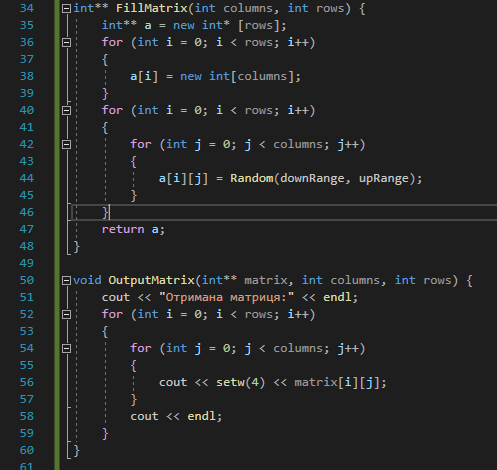 34 int** FillMatrix(int columns, int rows) {
35     int** a = new int* [rows];
36     for (int i = 0; i < rows; i++)
37     {
38         a[i] = new int[columns];
39     }
40     for (int i = 0; i < rows; i++)
41     {
42         for (int j = 0; j < columns; j++)
43         {
44             a[i][j] = Random(downRange, upRange);
45         }
46     }
47     return a;
48 }
49
50 void OutputMatrix(int** matrix, int columns, int rows) {
51     cout << "Отримана матриця:" << endl;
52     for (int i = 0; i < rows; i++)
53     {
54         for (int j = 0; j < columns; j++)
55         {
56             cout << setw(4) << matrix[i][j];
57         }
58         cout << endl;
59     }
60 }
61